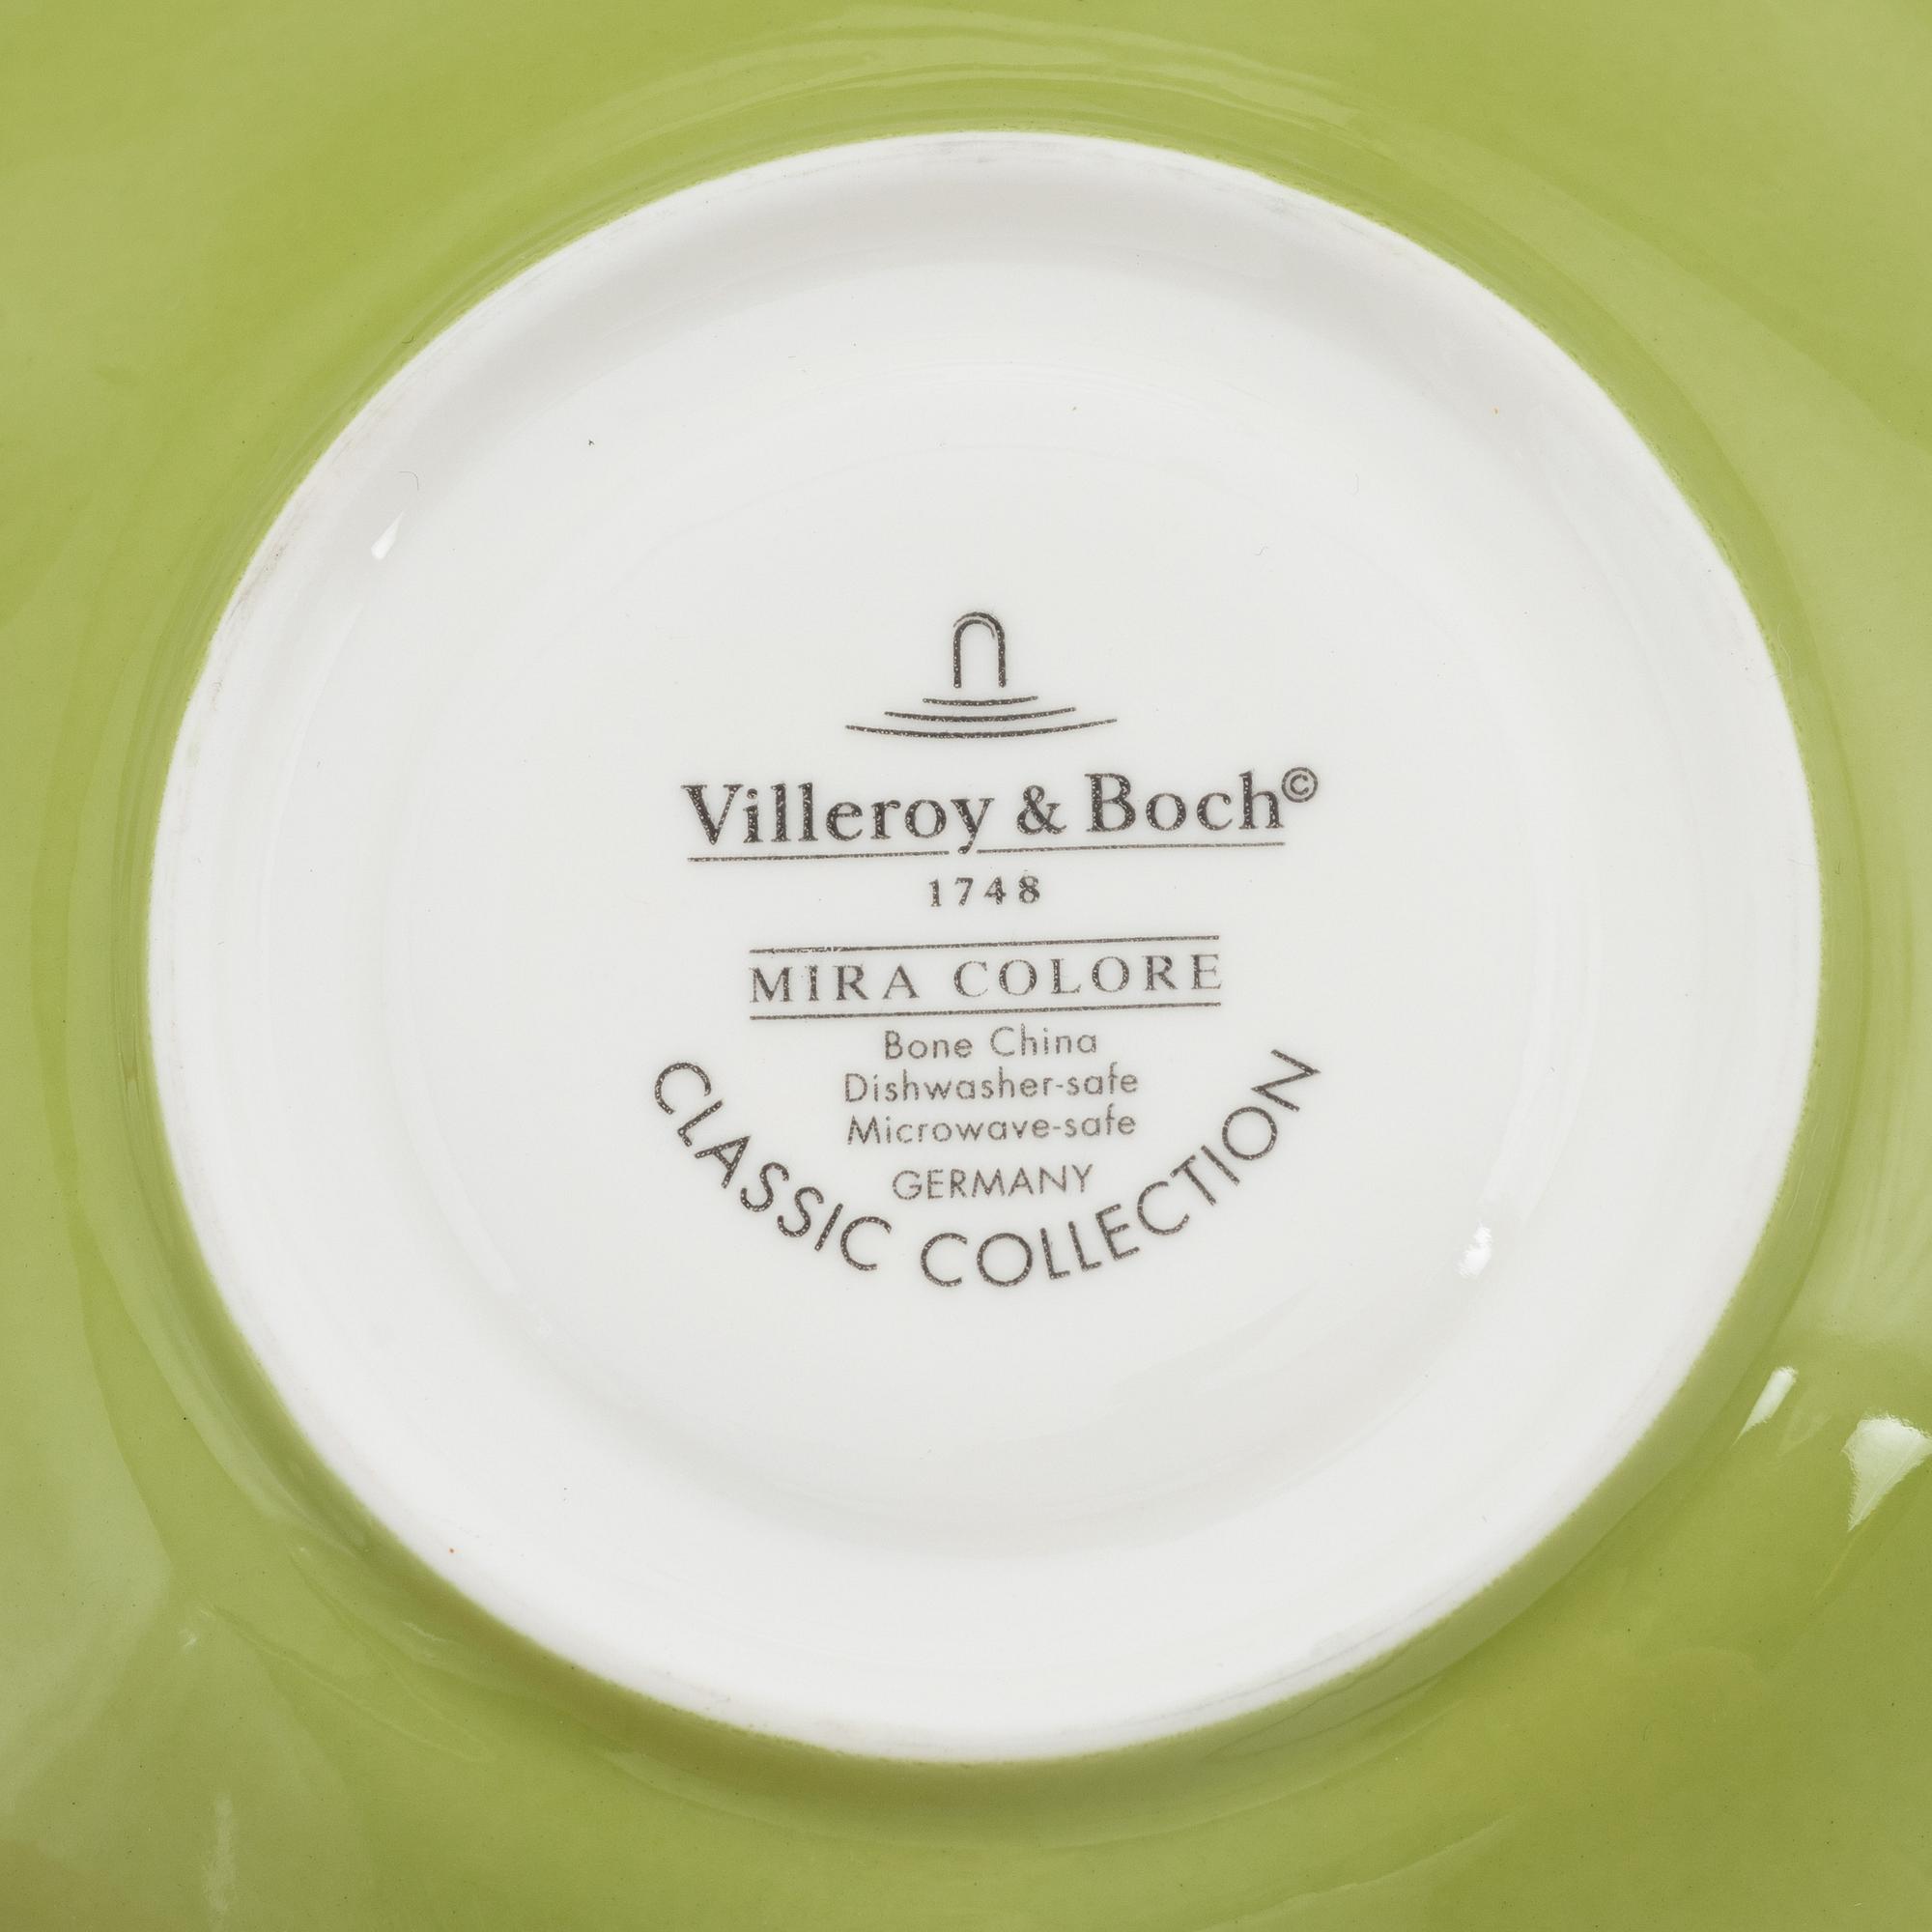 Villeroy & Boch©
1748
MIRA COLORE
Bone China
Dishwasher-safe
Microwave-safe
GERMANY
CLASSIC COLLECTION